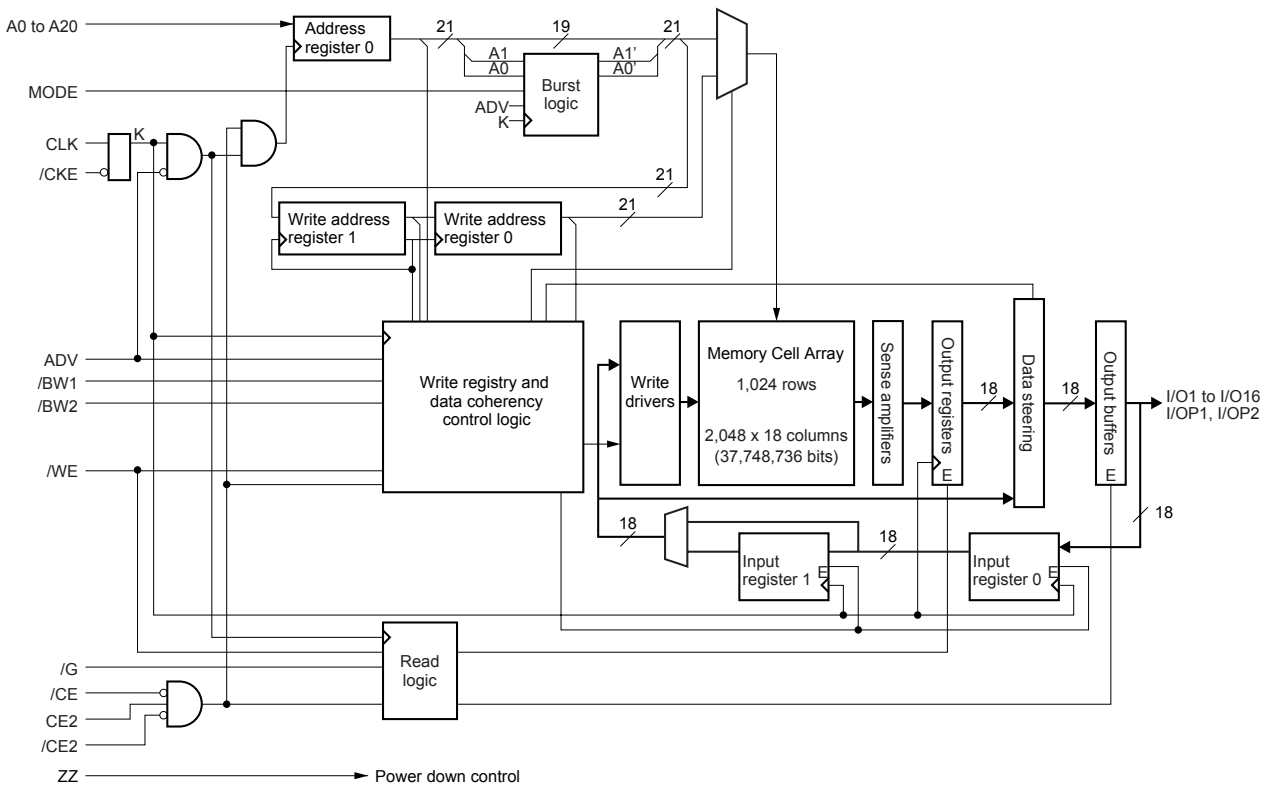 A0 to A20
Address
register 0
21
19
21
A1
A0
A1’
A0’
Burst
logic
MODE
ADV
K
CLK
K
/CKE
21
Write address
register 1
Write address
register 0
21
ADV
/BW1
/BW2
/WE
Write registry and
data coherency
control logic
Write
drivers
Memory Cell Array
1,024 rows
2,048 x 18 columns
(37,748,736 bits)
Sense amplifiers
Output registers
E
18
Data steering
18
Output buffers
E
I/O1 to I/O16
I/OP1, I/OP2
18
18
Input
register 1
E
18
Input
register 0
E
Read
logic
/G
/CE
CE2
/CE2
ZZ
Power down control